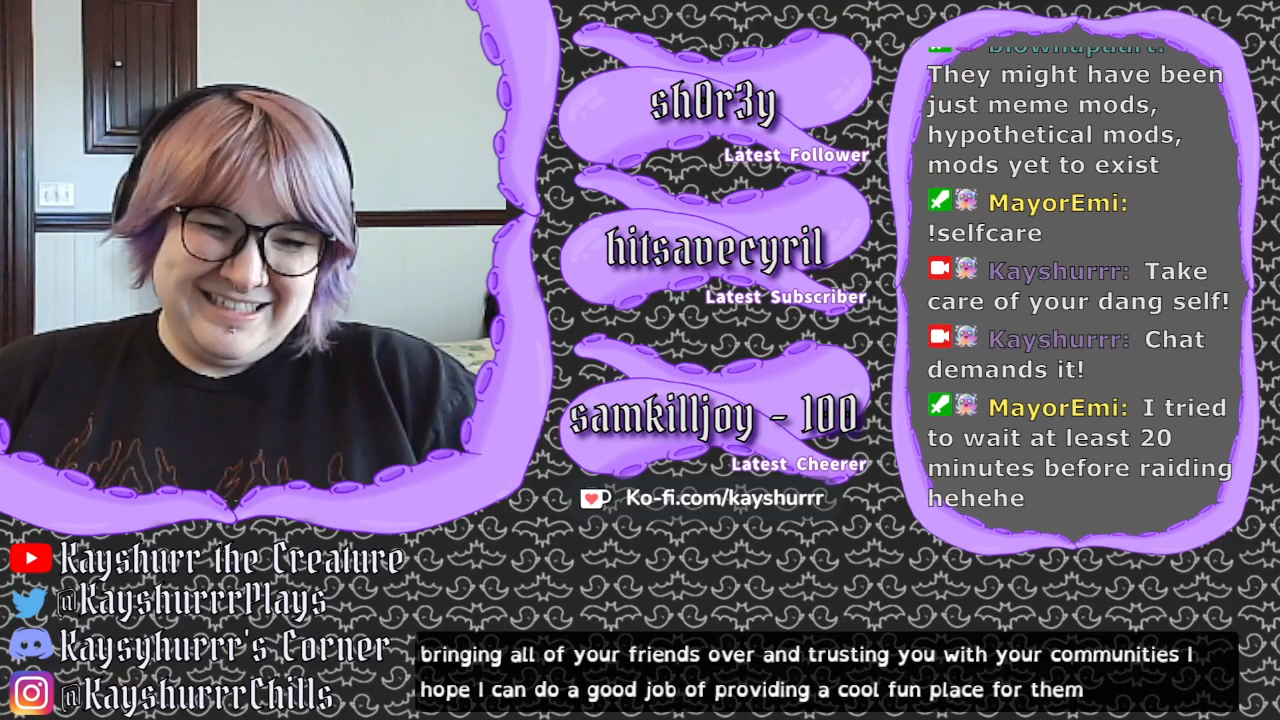 sh0r3y
Latest Follower
hitsavecyril
Latest Subscriber
samkilljoy - 100
Latest Cheerer
Ko-fi.com/kayshurrr
They might have been
just meme mods,
hypothetical mods,
mods yet to exist
MayorEmi:
!selfcare
Kayshurrr: Take
care of your dang self!
Kayshurrr: Chat
demands it!
MayorEmi: I tried
to wait at least 20
minutes before raiding
hehehe
Kayshurr the Creature
@KayshurrrPlays
Kaysyhurrr's Corner
@KayshurrrChills
bringing all of your friends over and trusting you with your communities I
hope I can do a good job of providing a cool fun place for them